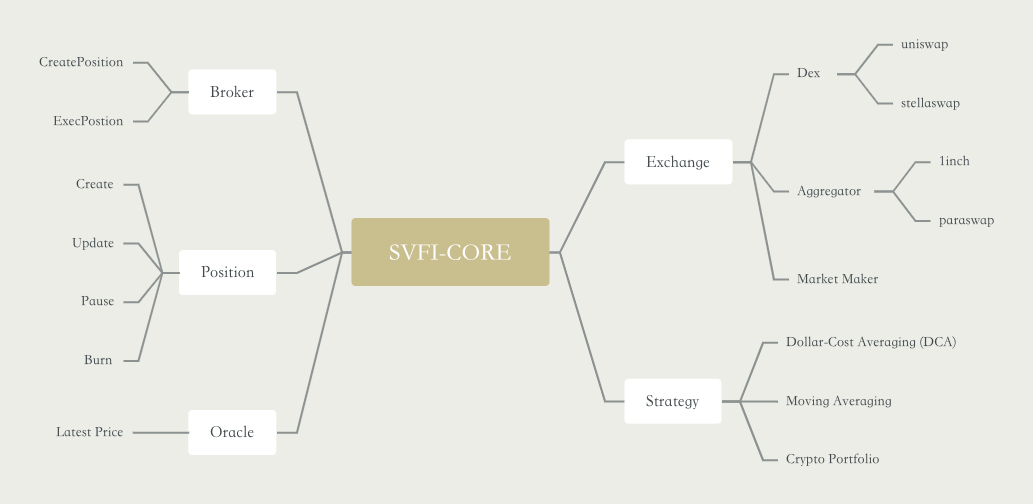 SVFI-CORE
Broker
CreatePosition
ExecPostion
Position
Create
Update
Pause
Burn
Oracle
Latest Price
Exchange
Dex
uniswap
stellaswap
Aggregator
1inch
paraswap
Market Maker
Strategy
Dollar-Cost Averaging (DCA)
Moving Averaging
Crypto Portfolio